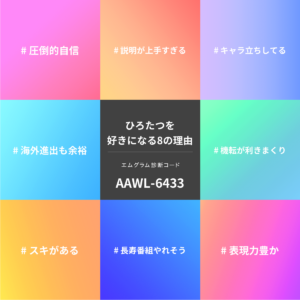 # 圧倒的自信
# 説明が上手すぎる
# キャラ立ちしてる
# 海外進出も余裕
ひろたつを
好きになる8の理由
エムグラム診断コード
AAWL-6433
# 機転が利きまくり
# スキがある
# 長寿番組やれそう
# 表現力豊か